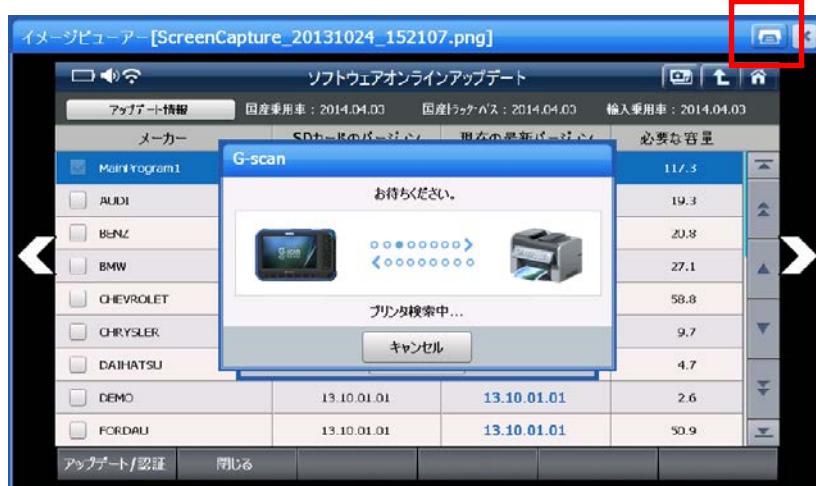 イメージビューアー[ScreenCapture_20131024_152107.png]
ソフトウェアオンラインアップデート
アップデート情報 国産乗用車 : 2014.04.03 国産トラック・バス : 2014.04.03 輸入乗用車 : 2014.04.03
メーカー SDカードのバージョン 現在の最新バージョン 必要な容量
MainProgram1 117.3
G-scan
お待ちください。
AUDI 19.3
BENZ 20.8
BMW 27.1
CHEVROLET 58.8
プリンタ検索中...
CHRYSLER 9.7
キャンセル
DAIHATSU 4.7
DEMO 13.10.01.01 13.10.01.01 2.6
FORDAU 13.10.01.01 13.10.01.01 50.9
アップデート/認証 閉じる